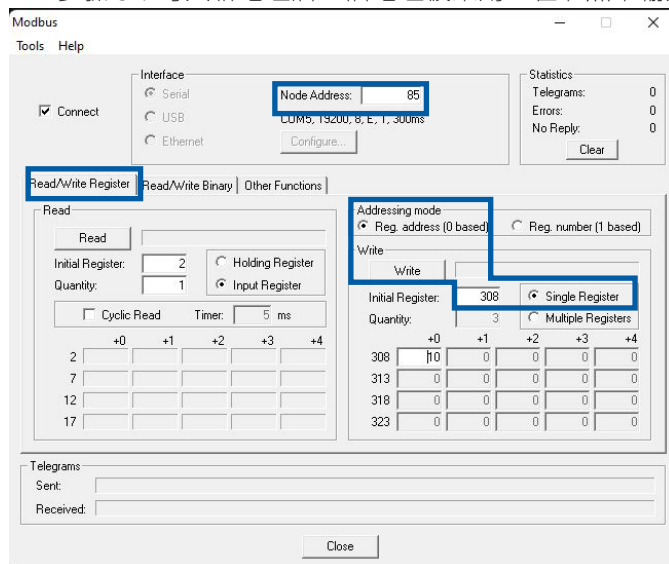 Modbus
Tools Help
Connect
Interface
Serial
USB
Ethernet
Node Address: 85
COM5, 19200, 8, E, 1, 300ms
Configure...
Statistics
Telegrams: 0
Errors: 0
No Reply: 0
Clear
Read/Write Register Read/Write Binary Other Functions
Read
Read
Initial Register: 2
Quantity: 1
Holding Register
Input Register
Cyclic Read Timer: 5 ms
+0 +1 +2 +3 +4
2
7
12
17
Addressing mode
Reg. address (0 based) Reg. number (1 based)
Write
Write
Initial Register: 308
Quantity: 3
Single Register
Multiple Registers
+0 +1 +2 +3 +4
308 10 0 0 0 0
313 0 0 0 0 0
318 0 0 0 0 0
323 0 0 0 0 0
Telegrams
Sent:
Received:
Close